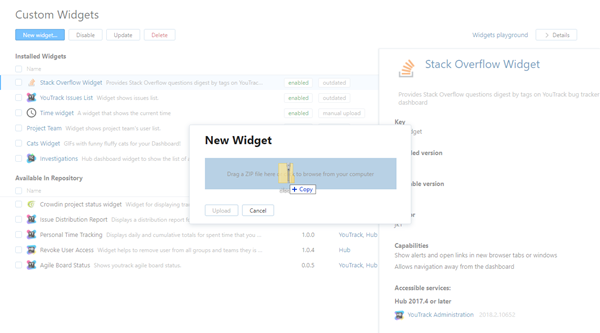 Custom Widgets
New widget... Disable Update Delete
Widgets playground
Details
Installed Widgets
Name
Stack Overflow Widget Provides Stack Overflow questions digest by tags on YouTrac... enabled outdated
YouTrack Issues List Widget shows issues list. enabled outdated
Time widget A widget that shows the current time enabled manual upload
Project Team Widget shows project team's user list.
Cats Widget GIFs with funny fluffy cats for your Dashboard!
Investigations Hub dashboard widget to show the list of
Available In Repository
Name
Crowdin project status widget Widget for displaying
Issue Distribution Report Displays a distribution report
Personal Time Tracking Displays daily and cumulative totals for spent time that you ... 1.0.0 YouTrack, Hub
Revoke User Access Widget helps to remove user from all groups and teams they is ... 1.0.4 Hub
Agile Board Status Shows youtrack agile board status. 0.0.5 YouTrack, Hub
New Widget
Drag a ZIP file here to browse from your computer
Copy
Upload Cancel
Stack Overflow Widget
Provides Stack Overflow questions digest by tags on YouTrack bug tracker
dashboard
Key
Capabilities
Show alerts and open links in new browser tabs or windows
Allows navigation away from the dashboard
Accessible services:
Hub 2017.4 or later
YouTrack Administration 2018.2.10652